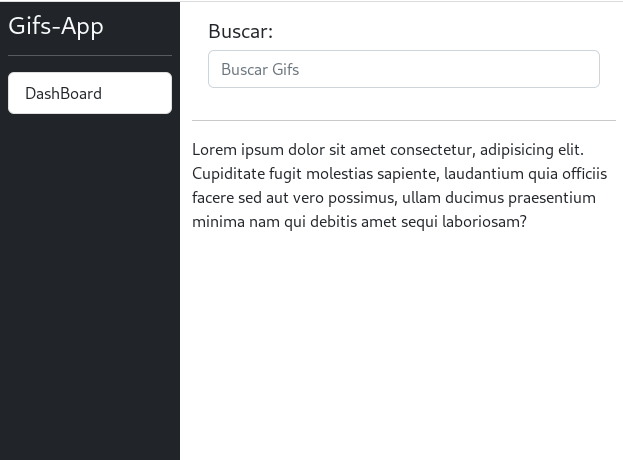 Gifs-App
DashBoard
Buscar:
Buscar Gifs
Lorem ipsum dolor sit amet consectetur, adipisicing elit.
Cupiditate fugit molestias sapiente, laudantium quia officiis
facere sed aut vero possimus, ullam ducimus praesentium
minima nam qui debitis amet sequi laboriosam?